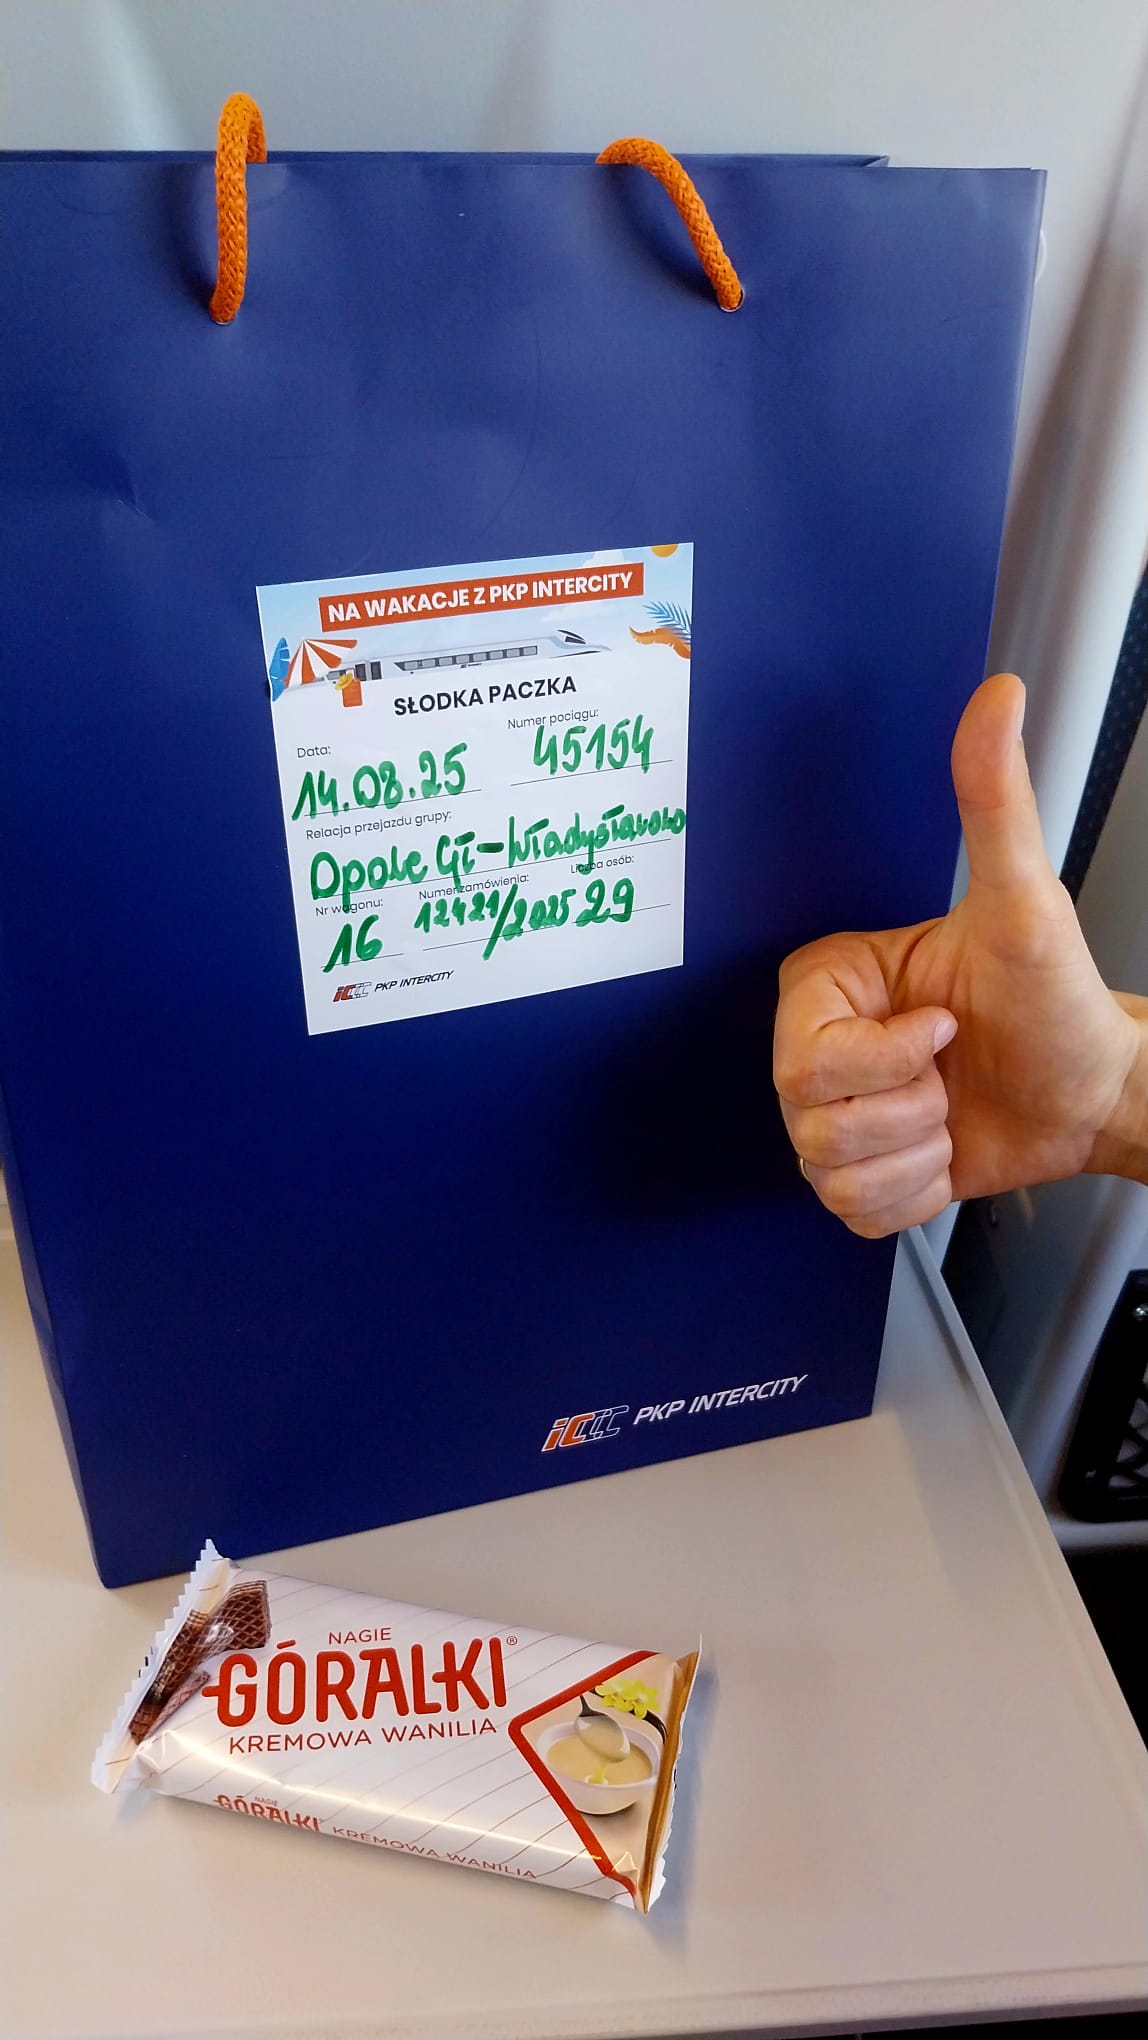 NA WAKACJE Z PKP INTERCITY
SŁODKA PACZKA
Data: Numer pociągu:
14.08.25 45154
Relacja przejazdu grupy:
Opole Gł-Władysławowo
Nr wagonu: Numer zamówienia: Liczba osób:
16 12421/2025 29
PKP INTERCITY
PKP INTERCITY
NAGIE
GÓRALKI®
KREMOWA WANILIA
NAGIE
GÓRALKI® KREMOWA WANILIA